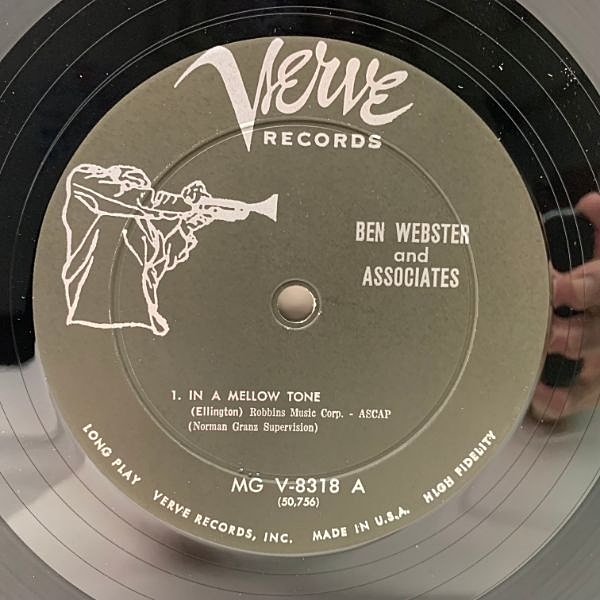 Verve
RECORDS
BEN WEBSTER
and
ASSOCIATES
1. IN A MELLOW TONE
(Ellington) Robbins Music Corp. - ASCAP
(Norman Granz Supervision)
MG V-8318 A
(50,756)
LONG PLAY VERVE RECORDS, INC. MADE IN U.S.A. HIGH FIDELITY